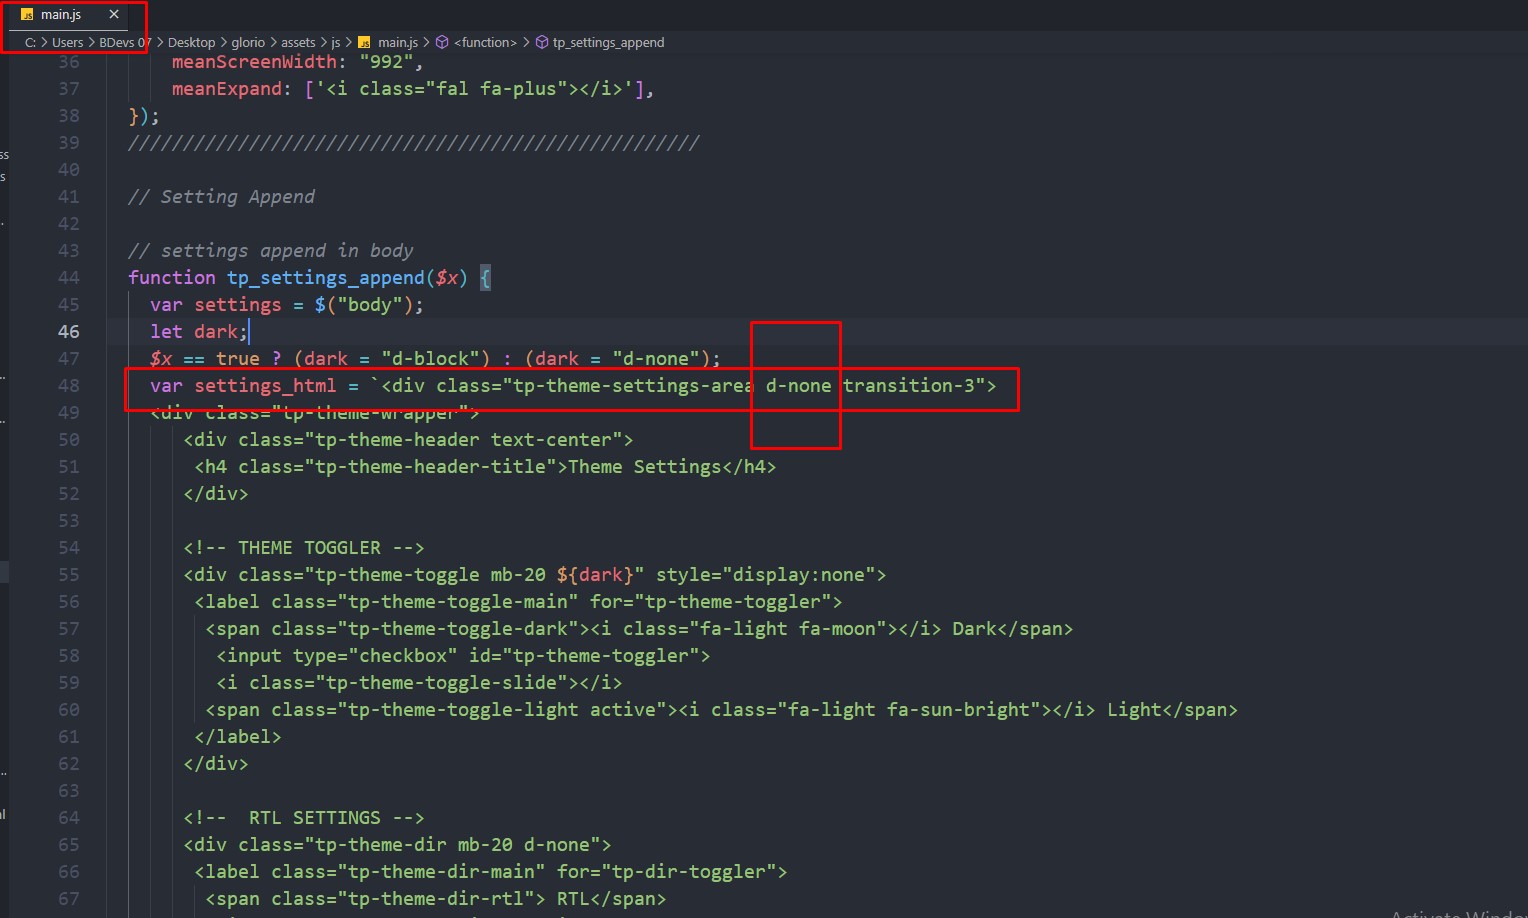 JS main.js ×
C: > Users > BDevs 07 > Desktop > glorio > assets > js > JS main.js > <function> > tp_settings_append
36 meanScreenWidth: "992",
37 meanExpand: ['<i class="fal fa-plus"></i>'],
38 });
39 ////////////////////////////////////////////////////
40
41 // Setting Append
42
43 // settings append in body
44 function tp_settings_append($x) {
45 var settings = $("body");
46 let dark;
47 $x == true ? (dark = "d-block") : (dark = "d-none");
48 var settings_html = `<div class="tp-theme-settings-area d-none transition-3">
49 <div class="tp-theme-wrapper">
50 <div class="tp-theme-header text-center">
51 <h4 class="tp-theme-header-title">Theme Settings</h4>
52 </div>
53
54 <!-- THEME TOGGLER -->
55 <div class="tp-theme-toggle mb-20 ${dark}" style="display:none">
56 <label class="tp-theme-toggle-main" for="tp-theme-toggler">
57 <span class="tp-theme-toggle-dark"><i class="fa-light fa-moon"></i> Dark</span>
58 <input type="checkbox" id="tp-theme-toggler">
59 <i class="tp-theme-toggle-slide"></i>
60 <span class="tp-theme-toggle-light active"><i class="fa-light fa-sun-bright"></i> Light</span>
61 </label>
62 </div>
63
64 <!--  RTL SETTINGS -->
65 <div class="tp-theme-dir mb-20 d-none">
66 <label class="tp-theme-dir-main" for="tp-dir-toggler">
67 <span class="tp-theme-dir-rtl"> RTL</span>